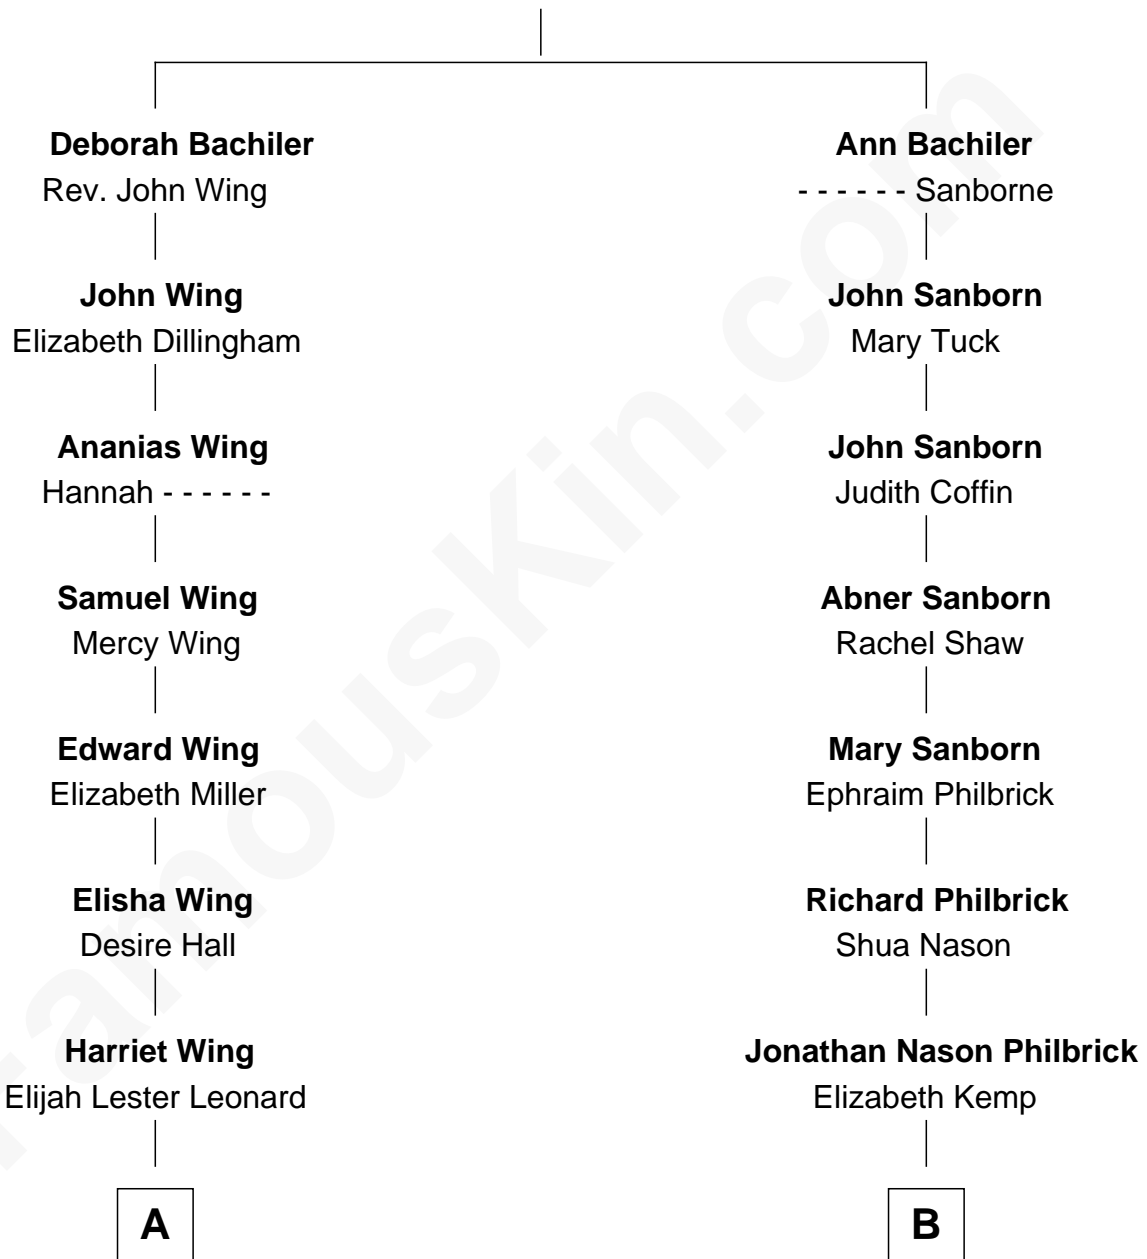 Deborah Bachiler
Rev. John Wing
John Wing
Elizabeth Dillingham
Ananias Wing
Hannah - - - - - -
Samuel Wing
Mercy Wing
Edward Wing
Elizabeth Miller
Elisha Wing
Desire Hall
Harriet Wing
Elijah Lester Leonard
A
Ann Bachiler
- - - - - - Sanborne
John Sanborn
Mary Tuck
John Sanborn
Judith Coffin
Abner Sanborn
Rachel Shaw
Mary Sanborn
Ephraim Philbrick
Richard Philbrick
Shua Nason
Jonathan Nason Philbrick
Elizabeth Kemp
B
FamousKin.com